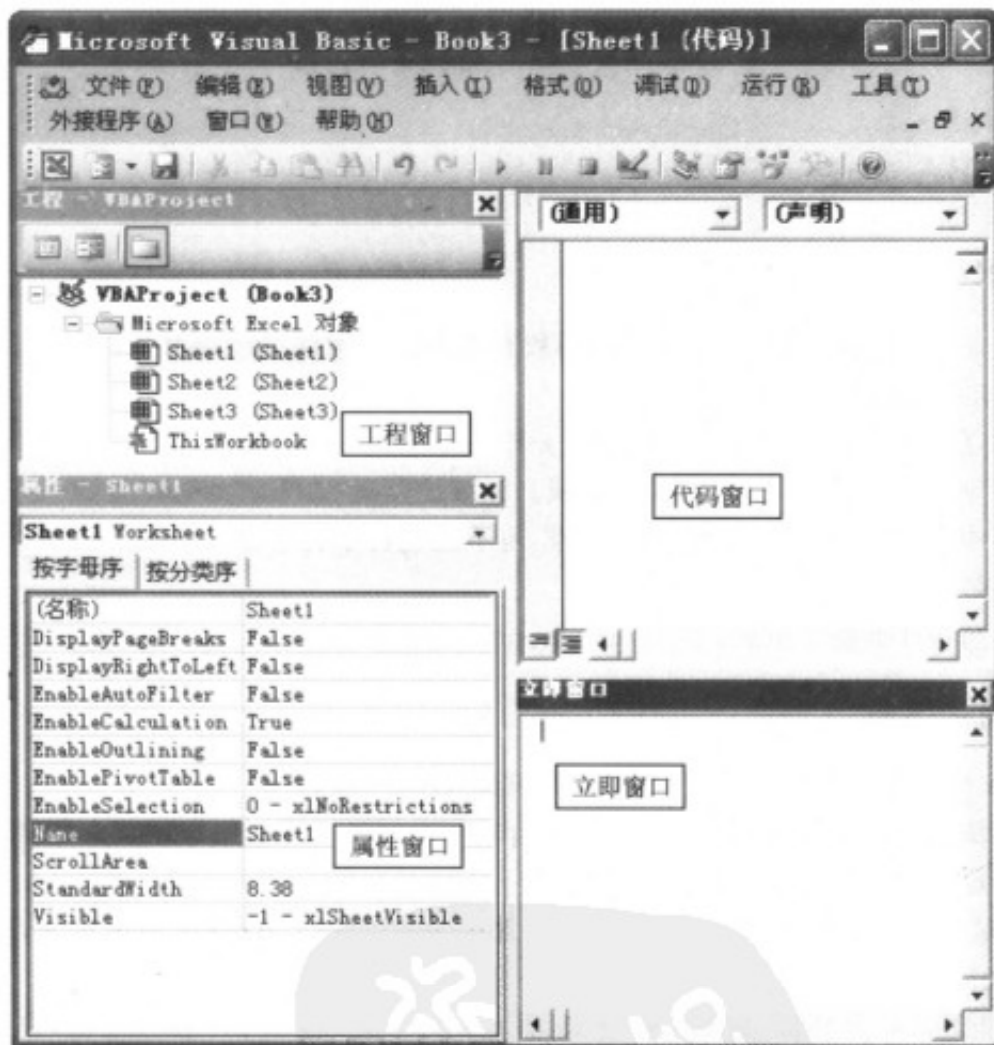 Microsoft Visual Basic - Book3 - [Sheet1 (代码)]
文件(F) 编辑(E) 视图(V) 插入(I) 格式(O) 调试(D) 运行(R) 工具(T)
外接程序(A) 窗口(W) 帮助(H)
工程 - VBAProject
VBAProject (Book3)
Microsoft Excel 对象
Sheet1 (Sheet1)
Sheet2 (Sheet2)
Sheet3 (Sheet3)
ThisWorkbook
工程窗口
属性 - Sheet1
Sheet1 Worksheet
按字母序 按分类序
(名称) Sheet1
DisplayPageBreaks False
DisplayRightToLeft False
EnableAutoFilter False
EnableCalculation True
EnableOutlining False
EnablePivotTable False
EnableSelection 0 - xlNoRestrictions
Name Sheet1
ScrollArea
StandardWidth 8.38
Visible -1 - xlSheetVisible
属性窗口
(通用) (声明)
代码窗口
立即窗口
立即窗口